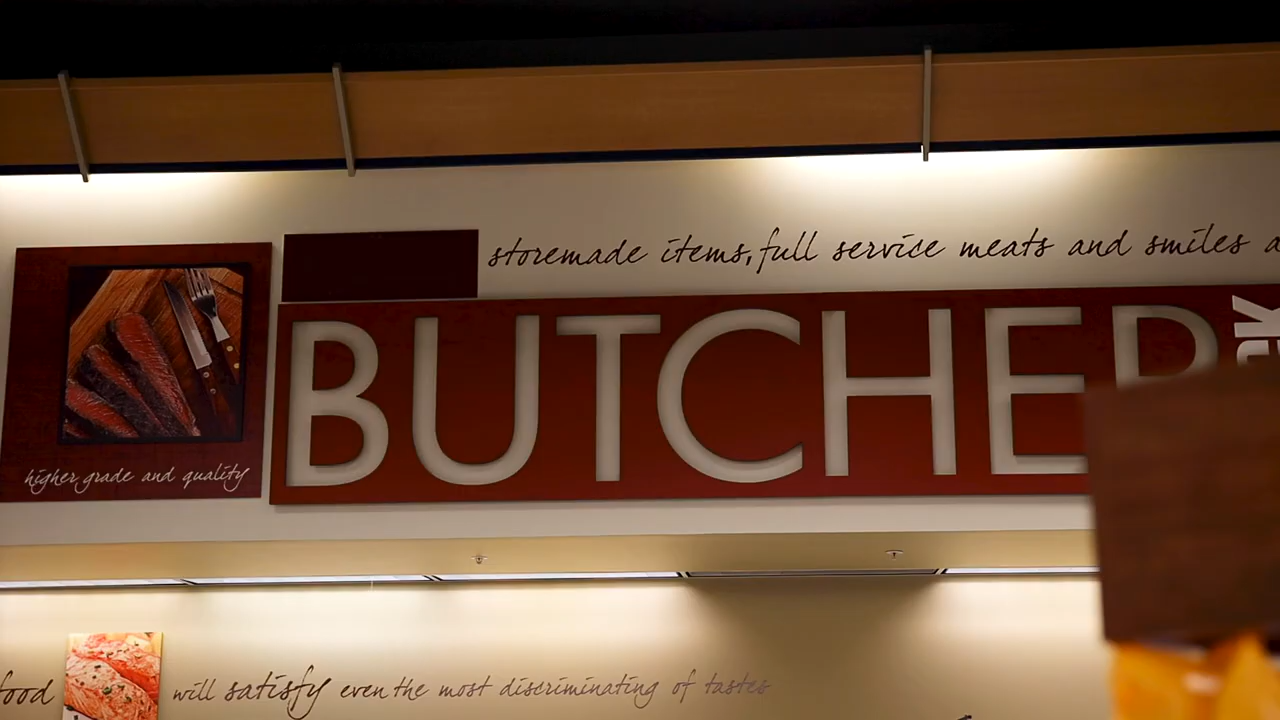 storemade items, full service meats and smiles a
BUTCHER
higher grade and quality
food will satisfy even the most discriminating of tastes